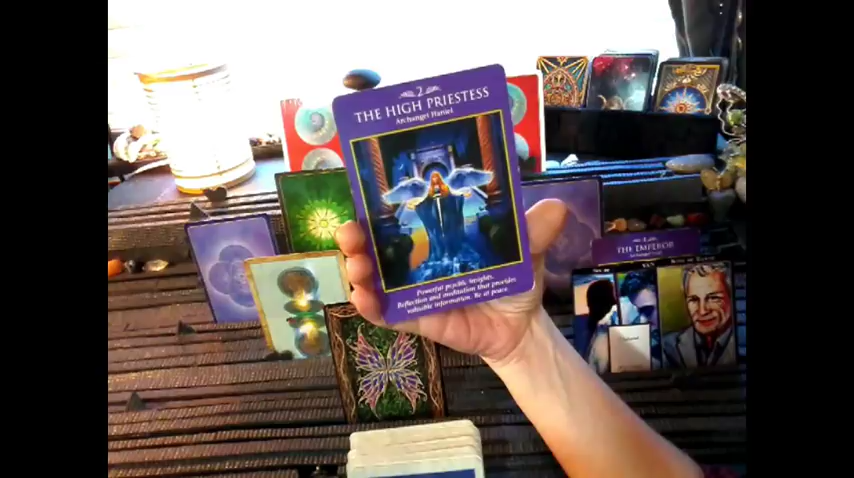 2
THE HIGH PRIESTESS
Archangel Haniel
Powerful psychic insights.
Reflection and meditation that provides
valuable information. Be at peace.
THE EMPEROR